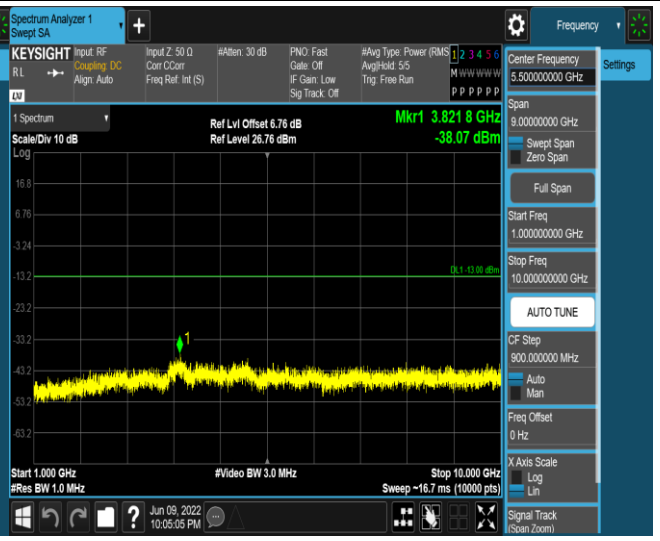 Spectrum Analyzer 1
Swept SA
+
Frequency
KEYSIGHT
RL
LXI
Input: RF
Coupling: DC
Align: Auto
Input Z: 50 Ω
Corr CCorr
Freq Ref: Int (S)
#Atten: 30 dB
PNO: Fast
Gate: Off
IF Gain: Low
Sig Track: Off
#Avg Type: Power (RMS
Avg|Hold: 5/5
Trig: Free Run
1 2 3 4 5 6
M W W W W W
P P P P P P
Center Frequency
5.500000000 GHz
Settings
Span
9.00000000 GHz
Swept Span
Zero Span
Full Span
Start Freq
1.000000000 GHz
Stop Freq
10.000000000 GHz
AUTO TUNE
CF Step
900.000000 MHz
Auto
Man
Freq Offset
0 Hz
X Axis Scale
Log
Lin
Signal Track
(Span Zoom)
1 Spectrum
Scale/Div 10 dB
Ref Lvl Offset 6.76 dB
Ref Level 26.76 dBm
Mkr1 3.821 8 GHz
-38.07 dBm
Log
16.8
6.76
-3.24
-13.2
DL1 -13.00 dBm
-23.2
-33.2
1
-43.2
-53.2
-63.2
Start 1.000 GHz
#Video BW 3.0 MHz
Stop 10.000 GHz
#Res BW 1.0 MHz
Sweep ~16.7 ms (10000 pts)
?
Jun 09, 2022
10:05:05 PM